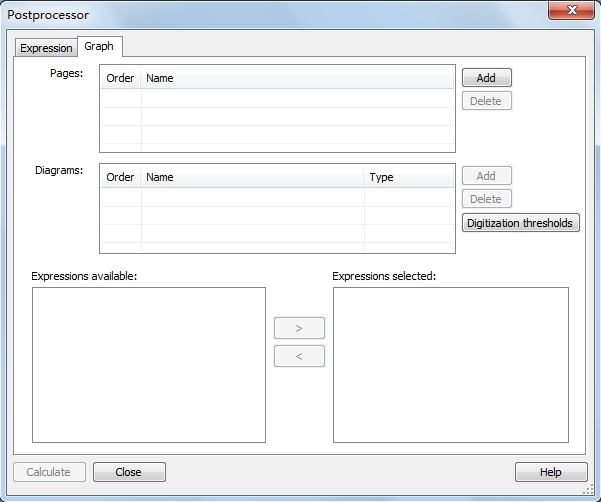 Postprocessor
Expression Graph
Pages:
Order Name
Add
Delete
Diagrams:
Order Name Type
Add
Delete
Digitization thresholds
Expressions available:
Expressions selected:
>
<
Calculate Close Help